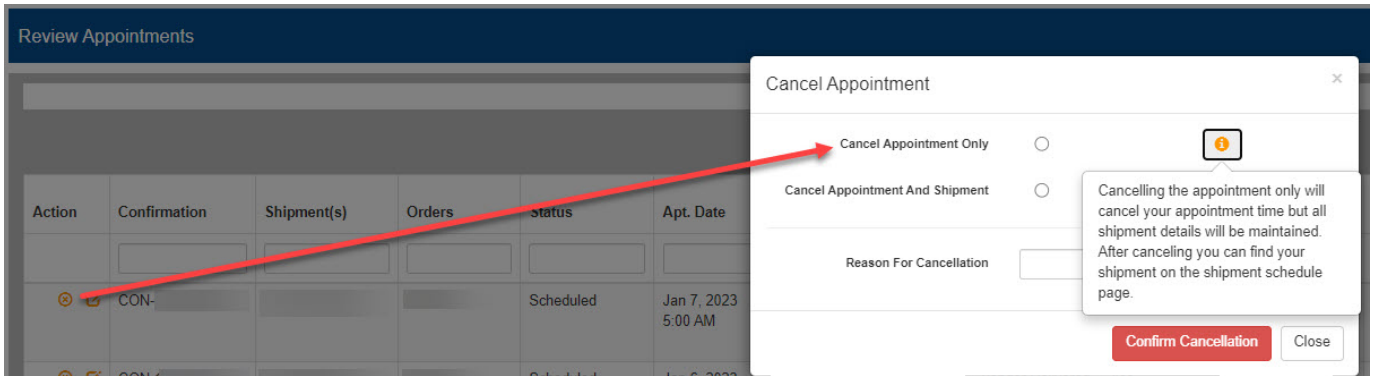 Review Appointments
Cancel Appointment
×
Cancel Appointment Only
Cancel Appointment And Shipment
Cancelling the appointment only will
cancel your appointment time but all
shipment details will be maintained.
After canceling you can find your
shipment on the shipment schedule
page.
Reason For Cancellation
Confirm Cancellation
Close
Action
Confirmation
Shipment(s)
Orders
Status
Apt. Date
CON-
Scheduled
Jan 7, 2023
5:00 AM